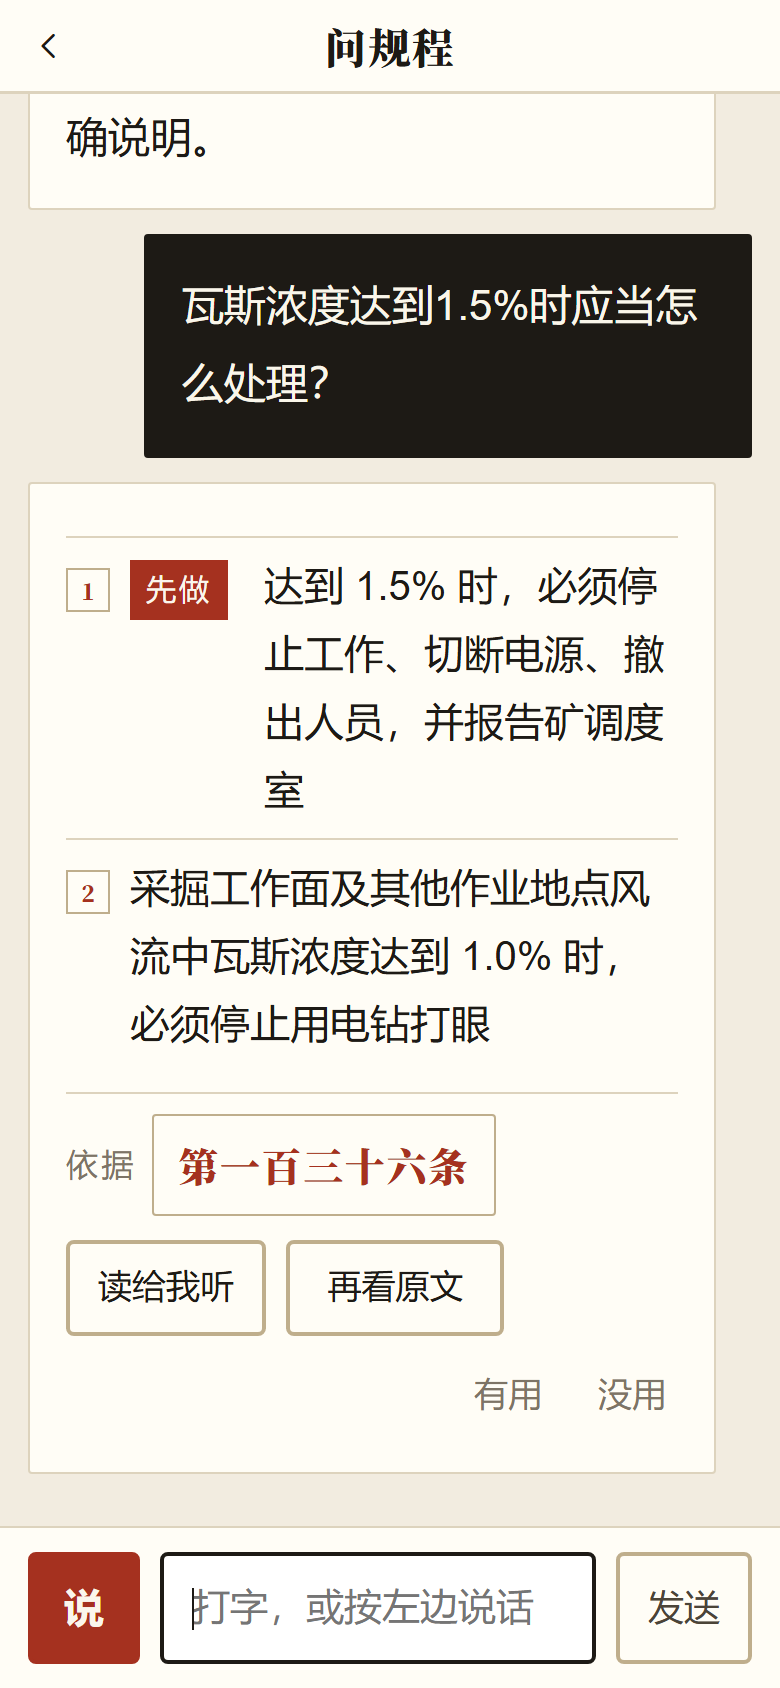 问规程
确说明。
瓦斯浓度达到1.5%时应当怎
么处理?
1 先做 达到 1.5% 时，必须停
止工作、切断电源、撤
出人员，并报告矿调度
室
2 采掘工作面及其他作业地点风
流中瓦斯浓度达到 1.0% 时，
必须停止用电钻打眼
依据 第一百三十六条
读给我听 再看原文
有用 没用
说 打字，或按左边说话 发送